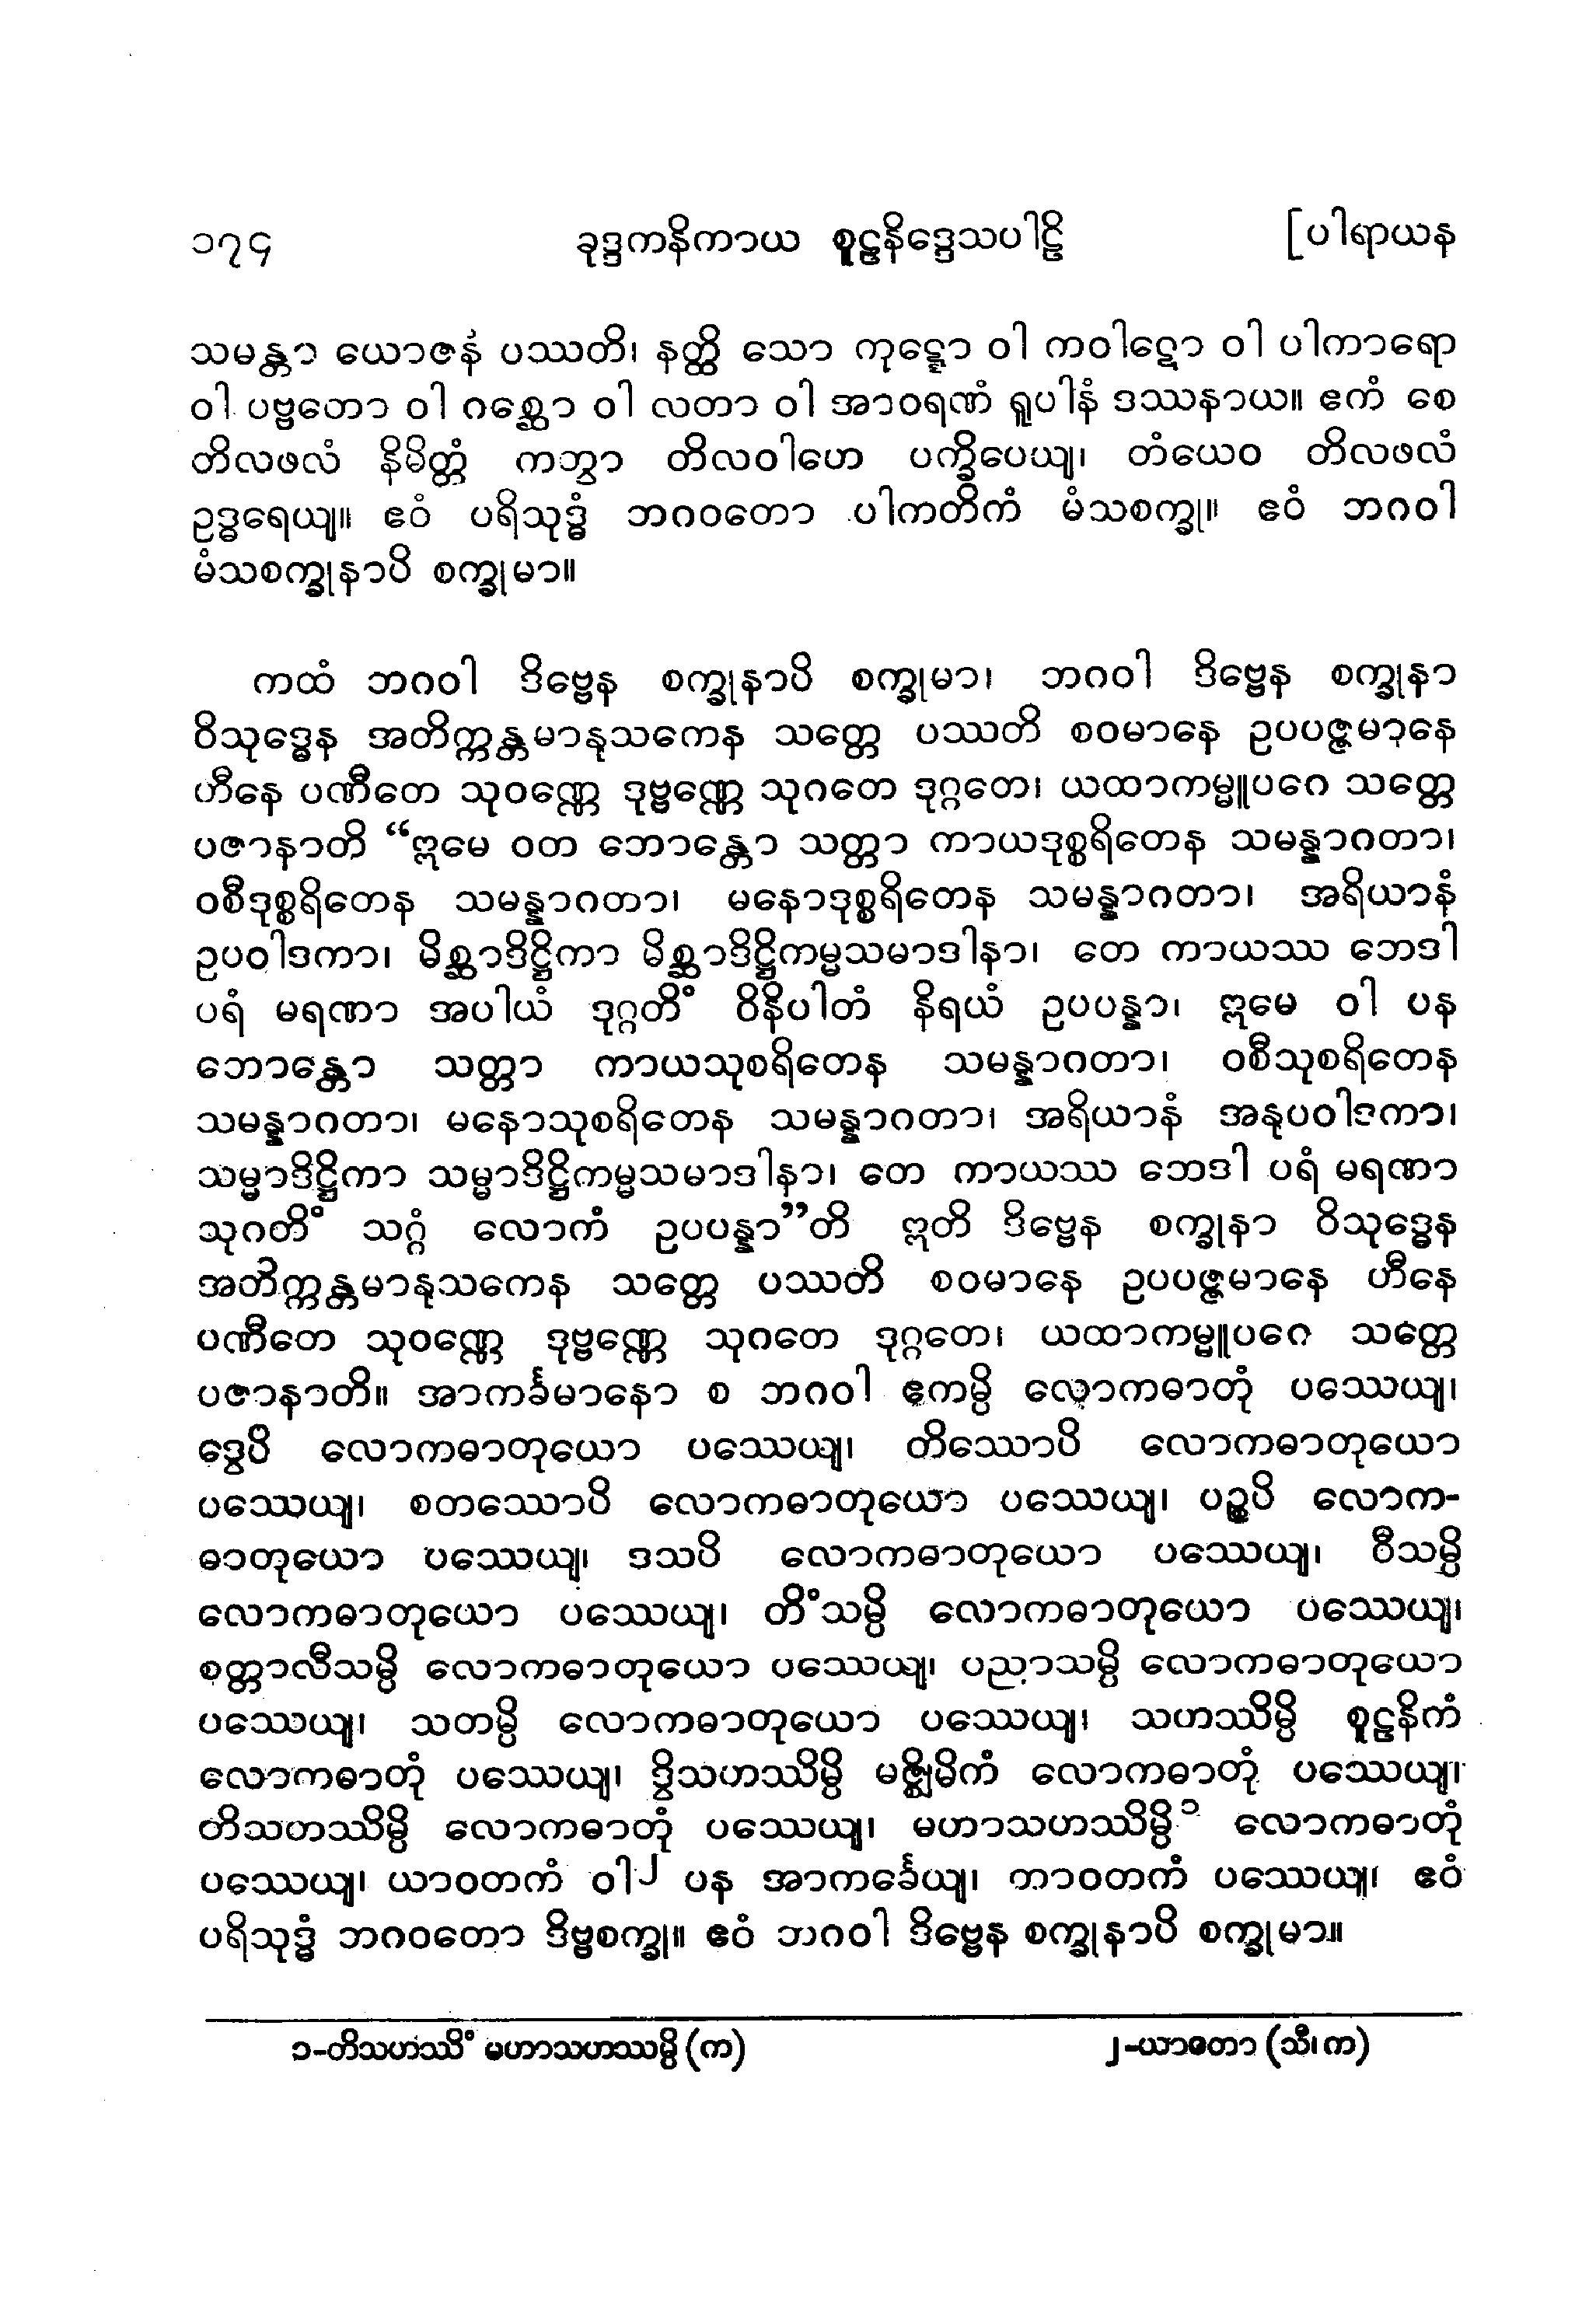 ၁၇၄ ခုဒ္ဒကနိကာယ စူဠနိဒ္ဒေသပါဠိ [ပါရာယန
သမန္တာ ယောဇနံ ပဿတိ၊ နတ္ထိ သော ကုဋ္ဋော ဝါ ကဝါဋော ဝါ ပါကာရော
ဝါ ပဗ္ဗတော ဝါ ဂစ္ဆော ဝါ လတာ ဝါ အာဝရဏံ ရူပါနံ ဒဿနာယ။ ဧကံ စေ
တိလဖလံ နိမိတ္တံ ကတွာ တိလဝါဟေ ပက္ခိပေယျ၊ တံယေဝ တိလဖလံ
ဥဒ္ဓရေယျ။ ဧဝံ ပရိသုဒ္ဓံ ဘဂဝတော ပါကတိကံ မံသစက္ခု။ ဧဝံ ဘဂဝါ
မံသစက္ခုနာပိ စက္ခုမာ။
ကထံ ဘဂဝါ ဒိဗ္ဗေန စက္ခုနာပိ စက္ခုမာ၊ ဘဂဝါ ဒိဗ္ဗေန စက္ခုနာ
ဝိသုဒ္ဓေန အတိက္ကန္တမာနုသကေန သတ္တေ ပဿတိ စဝမာနေ ဥပပဇ္ဇမာနေ
ဟီနေ ပဏီတေ သုဝဏ္ဏေ ဒုဗ္ဗဏ္ဏေ သုဂတေ ဒုဂ္ဂတေ၊ ယထာကမ္မူပဂေ သတ္တေ
ပဇာနာတိ “ဣမေ ဝတ ဘောန္တော သတ္တာ ကာယဒုစ္စရိတေန သမန္နာဂတာ၊
ဝစီဒုစ္စရိတေန သမန္နာဂတာ၊ မနောဒုစ္စရိတေန သမန္နာဂတာ၊ အရိယာနံ
ဥပဝါဒကာ၊ မိစ္ဆာဒိဋ္ဌိကာ မိစ္ဆာဒိဋ္ဌိကမ္မသမာဒါနာ၊ တေ ကာယဿ ဘေဒါ
ပရံ မရဏာ အပါယံ ဒုဂ္ဂတိံ ဝိနိပါတံ နိရယံ ဥပပန္နာ၊ ဣမေ ဝါ ပန
ဘောန္တော သတ္တာ ကာယသုစရိတေန သမန္နာဂတာ၊ ဝစီသုစရိတေန
သမန္နာဂတာ၊ မနောသုစရိတေန သမန္နာဂတာ၊ အရိယာနံ အနုပဝါဒကာ၊
သမ္မာဒိဋ္ဌိကာ သမ္မာဒိဋ္ဌိကမ္မသမာဒါနာ၊ တေ ကာယဿ ဘေဒါ ပရံ မရဏာ
သုဂတိံ သဂ္ဂံ လောကံ ဥပပန္နာ”တိ ဣတိ ဒိဗ္ဗေန စက္ခုနာ ဝိသုဒ္ဓေန
အတိက္ကန္တမာနုသကေန သတ္တေ ပဿတိ စဝမာနေ ဥပပဇ္ဇမာနေ ဟီနေ
ပဏီတေ သုဝဏ္ဏေ ဒုဗ္ဗဏ္ဏေ သုဂတေ ဒုဂ္ဂတေ၊ ယထာကမ္မူပဂေ သတ္တေ
ပဇာနာတိ။ အာကင်္ခမာနော စ ဘဂဝါ ဧကမ္ပိ လောကဓာတုံ ပဿေယျ၊
ဒွေပိ လောကဓာတုယော ပဿေယျ၊ တိဿောပိ လောကဓာတုယော
ပဿေယျ၊ စတဿောပိ လောကဓာတုယော ပဿေယျ၊ ပဉ္စပိ လောက-
ဓာတုယော ပဿေယျ၊ ဒသပိ လောကဓာတုယော ပဿေယျ၊ ဝီသမ္ပိ
လောကဓာတုယော ပဿေယျ၊ တိံသမ္ပိ လောကဓာတုယော ပဿေယျ၊
စတ္တာလီသမ္ပိ လောကဓာတုယော ပဿေယျ၊ ပညာသမ္ပိ လောကဓာတုယော
ပဿေယျ၊ သတမ္ပိ လောကဓာတုယော ပဿေယျ၊ သဟဿိမ္ပိ စူဠနိကံ
လောကဓာတုံ ပဿေယျ၊ ဒွိသဟဿိမ္ပိ မဇ္ဈိမိကံ လောကဓာတုံ ပဿေယျ၊
တိသဟဿိမ္ပိ လောကဓာတုံ ပဿေယျ၊ မဟာသဟဿိမ္ပိ ၁ လောကဓာတုံ
ပဿေယျ၊ ယာဝတကံ ဝါ ၂ ပန အာကင်္ခေယျ၊ တာဝတကံ ပဿေယျ၊ ဧဝံ
ပရိသုဒ္ဓံ ဘဂဝတော ဒိဗ္ဗစက္ခု။ ဧဝံ ဘဂဝါ ဒိဗ္ဗေန စက္ခုနာပိ စက္ခုမာ။
၁-တိသဟဿိံ မဟာသဟဿမ္ပိ (က) ၂-ယာဝတာ (သီ၊ က)